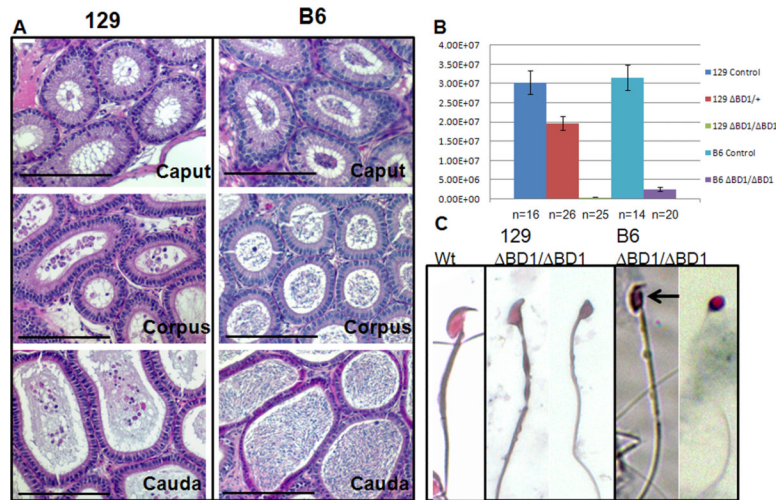 A
129
B6
Caput
Caput
Corpus
Corpus
Cauda
Cauda
B
4.00E+07
3.50E+07
3.00E+07
2.50E+07
2.00E+07
1.50E+07
1.00E+07
5.00E+06
0.00E+00
n=16 n=26 n=25 n=14 n=20
129 Control
129 ΔBD1/+
129 ΔBD1/ΔBD1
B6 Control
B6 ΔBD1/ΔBD1
C
129
B6
Wt ΔBD1/ΔBD1 ΔBD1/ΔBD1